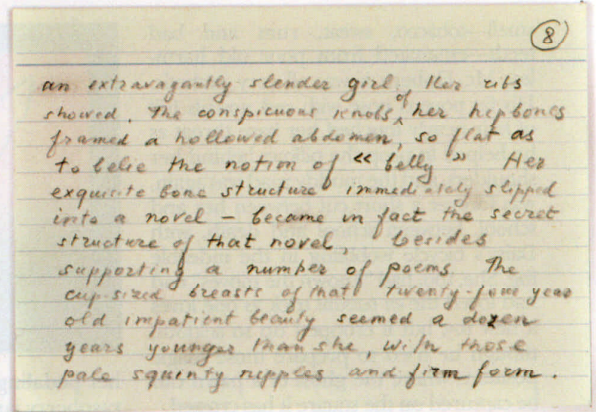 8
an extravagantly slender girl. Her ribs
showed. The conspicuous knobs of her hipbones
framed a hollowed abdomen, so flat as
to belie the notion of « belly » Her
exquisite bone structure immediately slipped
into a novel – became in fact the secret
structure of that novel, besides
supporting a number of poems. The
cup-sized breasts of that twenty-four year
old impatient beauty seemed a dozen
years younger than she, with those
pale squinty nipples and firm form.